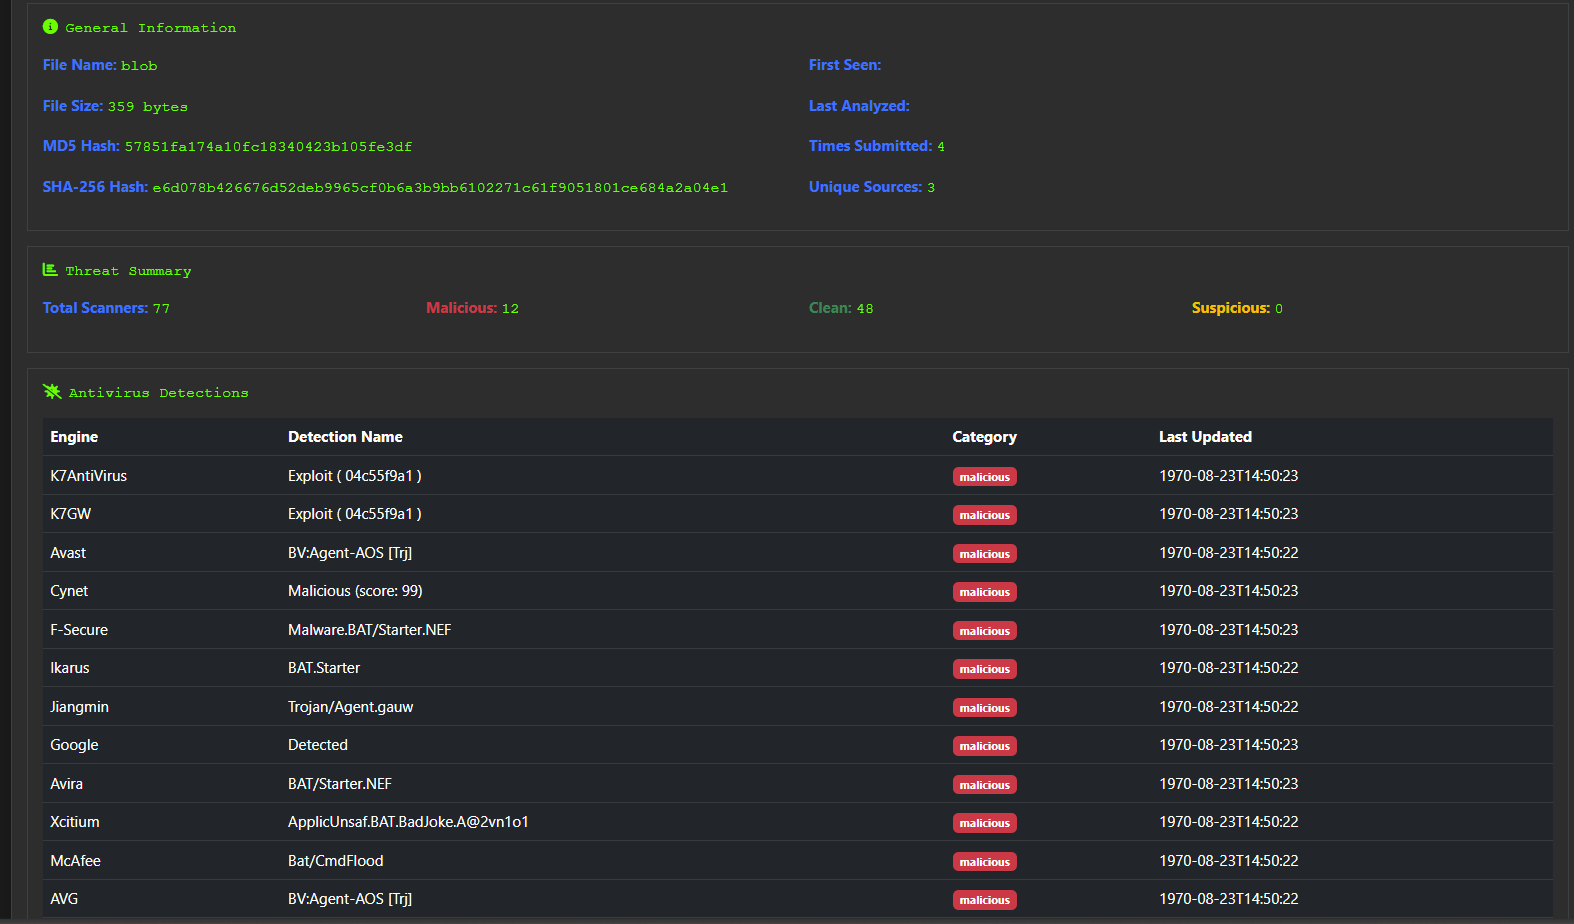 General Information
File Name: blob
First Seen:
File Size: 359 bytes
Last Analyzed:
MD5 Hash: 57851fa174a10fc18340423b105fe3df
Times Submitted: 4
SHA-256 Hash: e6d078b426676d52deb9965cf0b6a3b9bb6102271c61f9051801ce684a2a04e1
Unique Sources: 3
Threat Summary
Total Scanners: 77 Malicious: 12 Clean: 48 Suspicious: 0
Antivirus Detections
Engine Detection Name Category Last Updated
K7AntiVirus Exploit ( 04c55f9a1 ) malicious 1970-08-23T14:50:23
K7GW Exploit ( 04c55f9a1 ) malicious 1970-08-23T14:50:23
Avast BV:Agent-AOS [Trj] malicious 1970-08-23T14:50:22
Cynet Malicious (score: 99) malicious 1970-08-23T14:50:23
F-Secure Malware.BAT/Starter.NEF malicious 1970-08-23T14:50:23
Ikarus BAT.Starter malicious 1970-08-23T14:50:22
Jiangmin Trojan/Agent.gauw malicious 1970-08-23T14:50:22
Google Detected malicious 1970-08-23T14:50:23
Avira BAT/Starter.NEF malicious 1970-08-23T14:50:23
Xcitium ApplicUnsaf.BAT.BadJoke.A@2vn1o1 malicious 1970-08-23T14:50:22
McAfee Bat/CmdFlood malicious 1970-08-23T14:50:22
AVG BV:Agent-AOS [Trj] malicious 1970-08-23T14:50:22